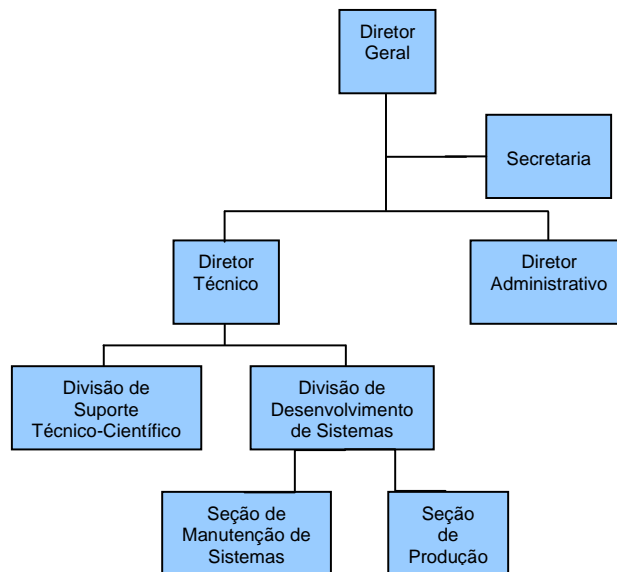 Diretor
Geral
Secretaria
Diretor
Técnico
Diretor
Administrativo
Divisão de
Suporte
Técnico-Científico
Divisão de
Desenvolvimento
de Sistemas
Seção de
Manutenção de
Sistemas
Seção
de
Produção